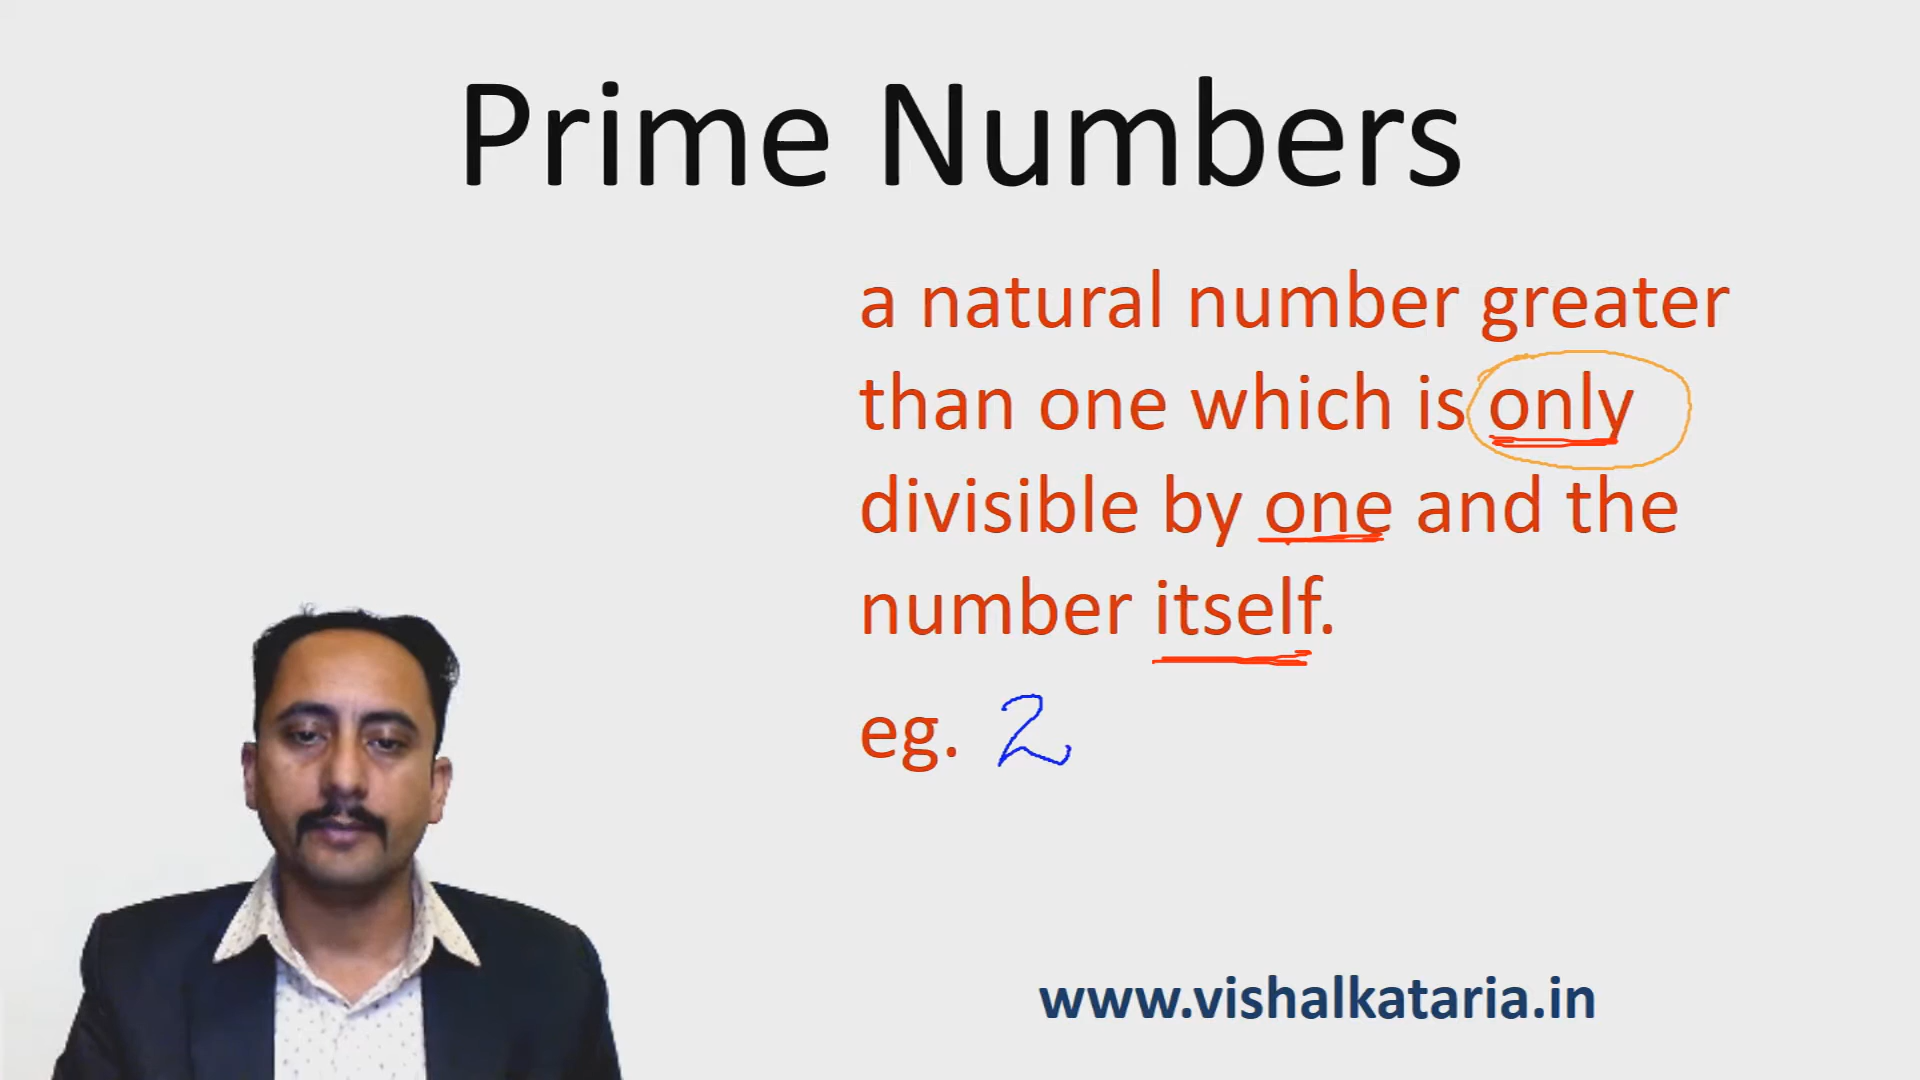 Prime Numbers
a natural number greater
than one which is only
divisible by one and the
number itself.
eg. 2
www.vishalkataria.in